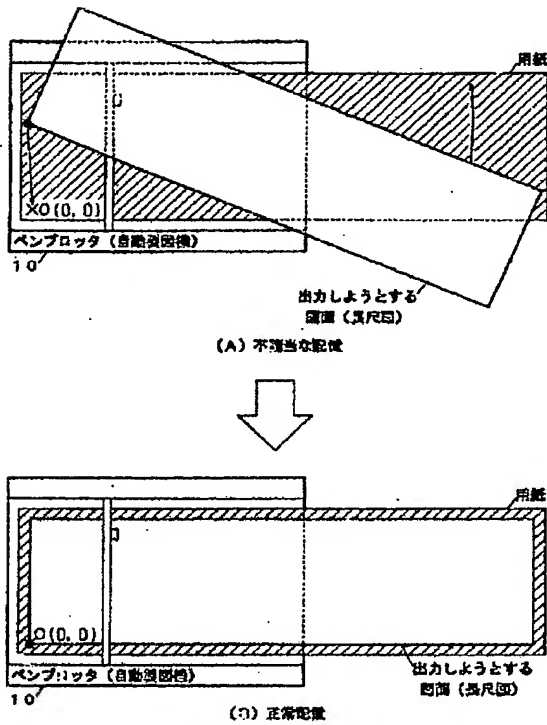 用紙
O(0, 0)
ペンプロッタ (自動製図機)
10
出力しようとする
図面 (長尺図)
(A) 不適当な配置
用紙
O(0, 0)
ペンプロッタ (自動製図機)
出力しようとする
図面 (長尺図)
10
(B) 正常配置